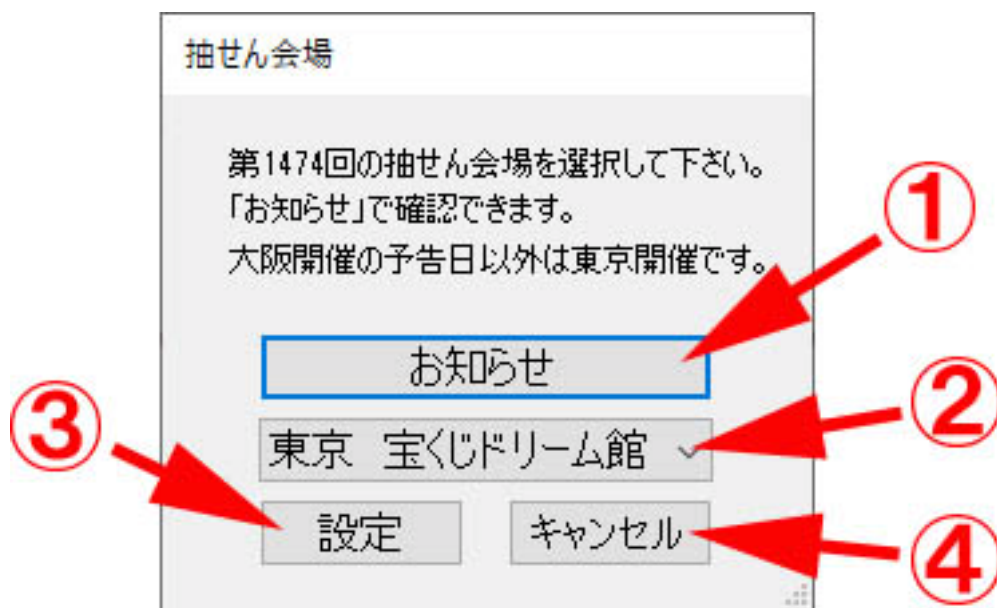 抽せん会場
第1474回の抽せん会場を選択して下さい。
「お知らせ」で確認できます。
大阪開催の予告日以外は東京開催です。
①
お知らせ
②
東京　宝くじドリーム館
③
設定
キャンセル
④